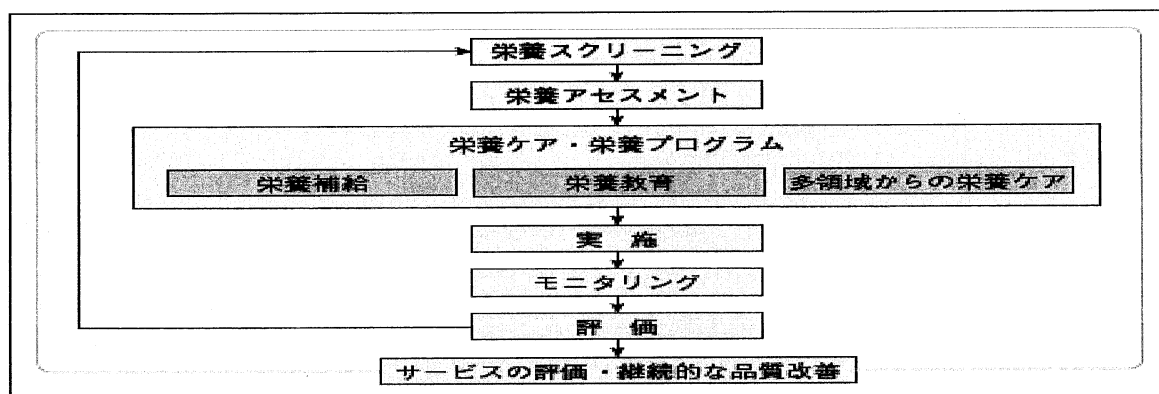 栄養スクリーニング
栄養アセスメント
栄養ケア・栄養プログラム
栄養補給
栄養教育
多領域からの栄養ケア
実 施
モニタリング
評 価
サービスの評価・継続的な品質改善